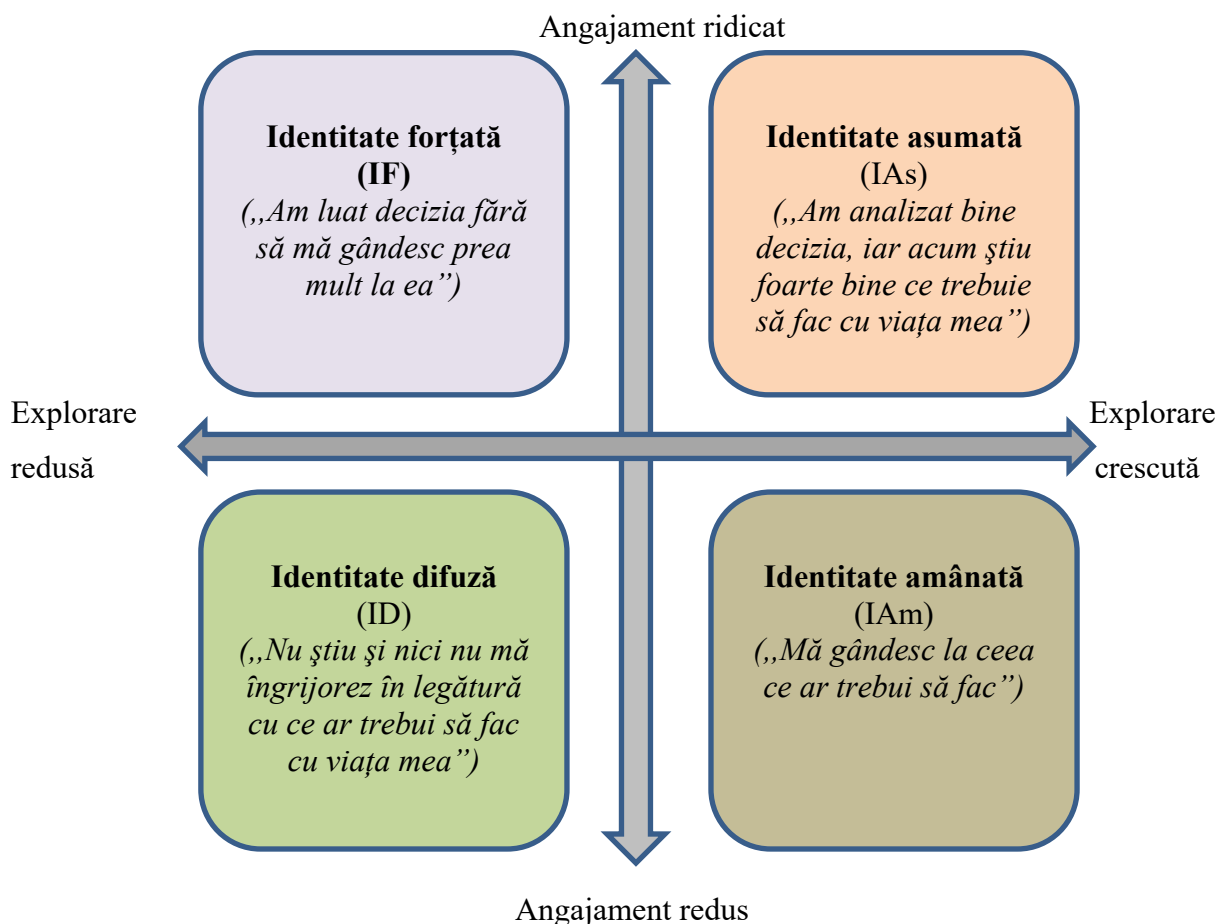 Angajament ridicat
Identitate forțată
(IF)
(,,Am luat decizia fără
să mă gândesc prea
mult la ea”)
Identitate asumată
(IAs)
(,,Am analizat bine
decizia, iar acum ştiu
foarte bine ce trebuie
să fac cu viața mea”)
Explorare
redusă
Explorare
crescută
Identitate difuză
(ID)
(,,Nu ştiu şi nici nu mă
îngrijorez în legătură
cu ce ar trebui să fac
cu viața mea”)
Identitate amânată
(IAm)
(,,Mă gândesc la ceea
ce ar trebui să fac”)
Angajament redus